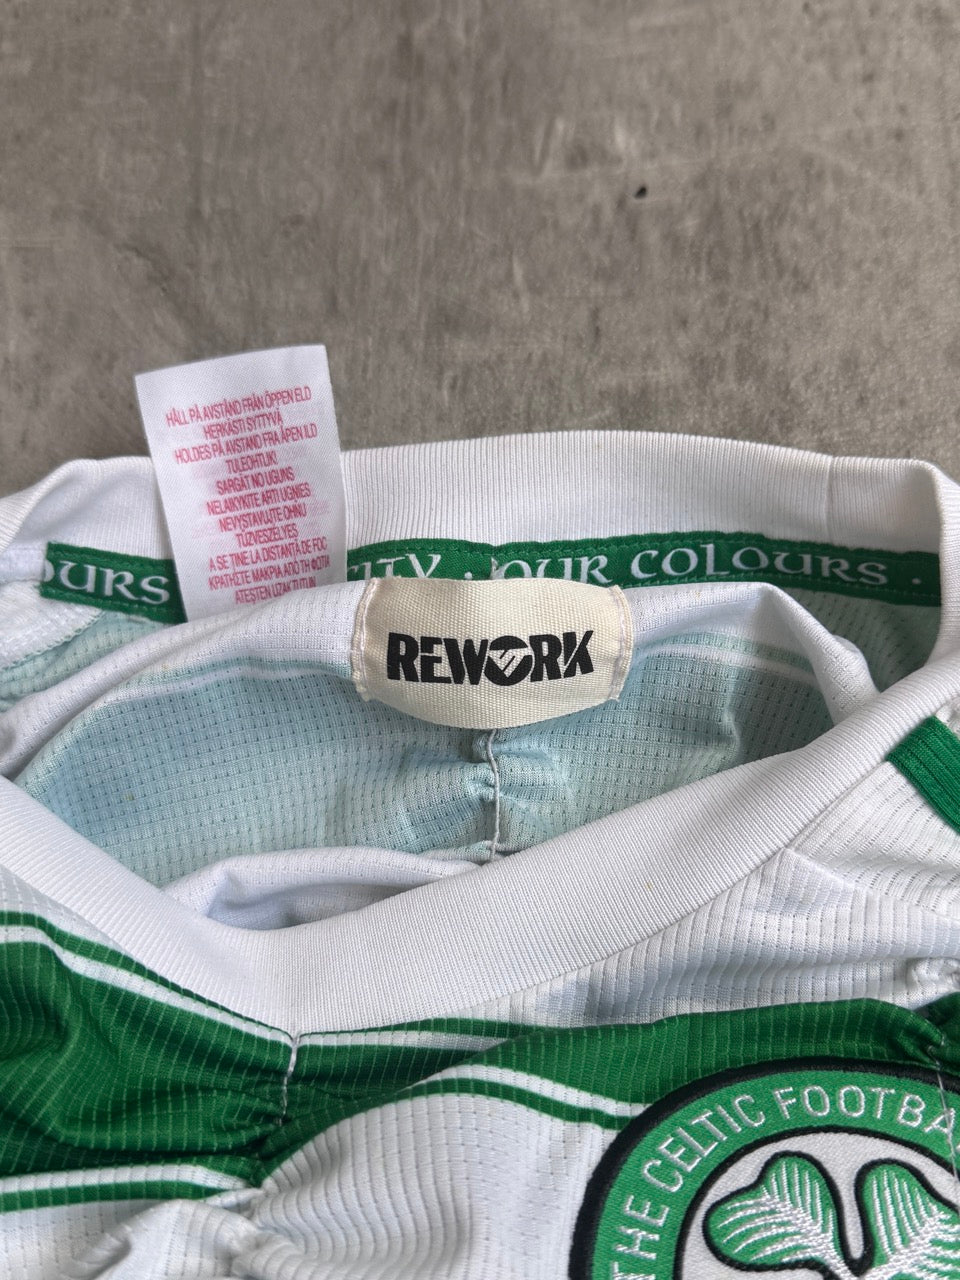 HÅLL PÅ AVSTÅND FRÅN ÖPPEN ELD
HERKÄSTI SYTTYVÄ
HOLDES PÅ AVSTAND FRA ÅPEN ILD
TULEOHTLIK!
SARGĀT NO UGUNS
NELAIKYKITE ARTI UGNIES
NEVYSTAVUJTE OHNU
TŰZVESZÉLYES
A SE ȚINE LA DISTANȚĂ DE FOC
ΚΡΑΤΗΣΤΕ ΜΑΚΡΙΑ ΑΠΟ ΤΗ ΦΩΤΙΑ
ATEŞTEN UZAK TUTUN
OURS
CITY · OUR COLOURS ·
REWORK
THE CELTIC FOOTBA